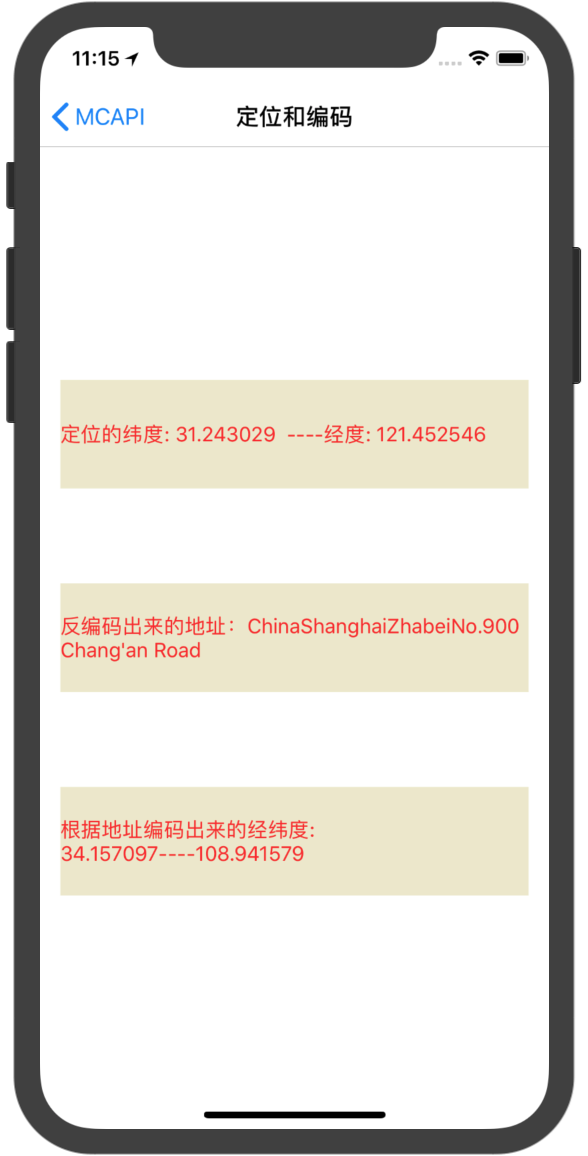 11:15
MCAPI
定位和编码
定位的纬度: 31.243029  ----经度: 121.452546
反编码出来的地址：ChinaShanghaiZhabeiNo.900
Chang'an Road
根据地址编码出来的经纬度:
34.157097----108.941579